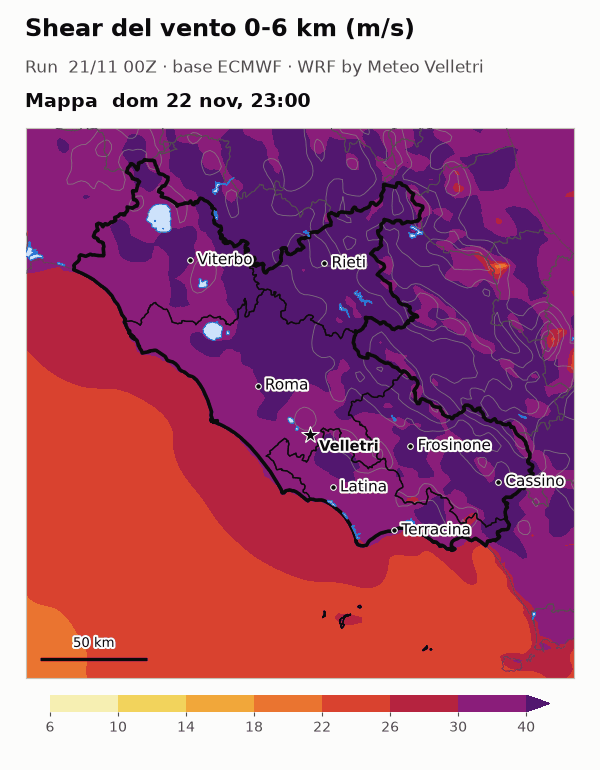 Shear del vento 0-6 km (m/s)
Run 21/11 00Z · base ECMWF · WRF by Meteo Velletri
Mappa dom 22 nov, 23:00
Viterbo
Rieti
Roma
Velletri
Frosinone
Cassino
Latina
Terracina
50 km
6 10 14 18 22 26 30 40